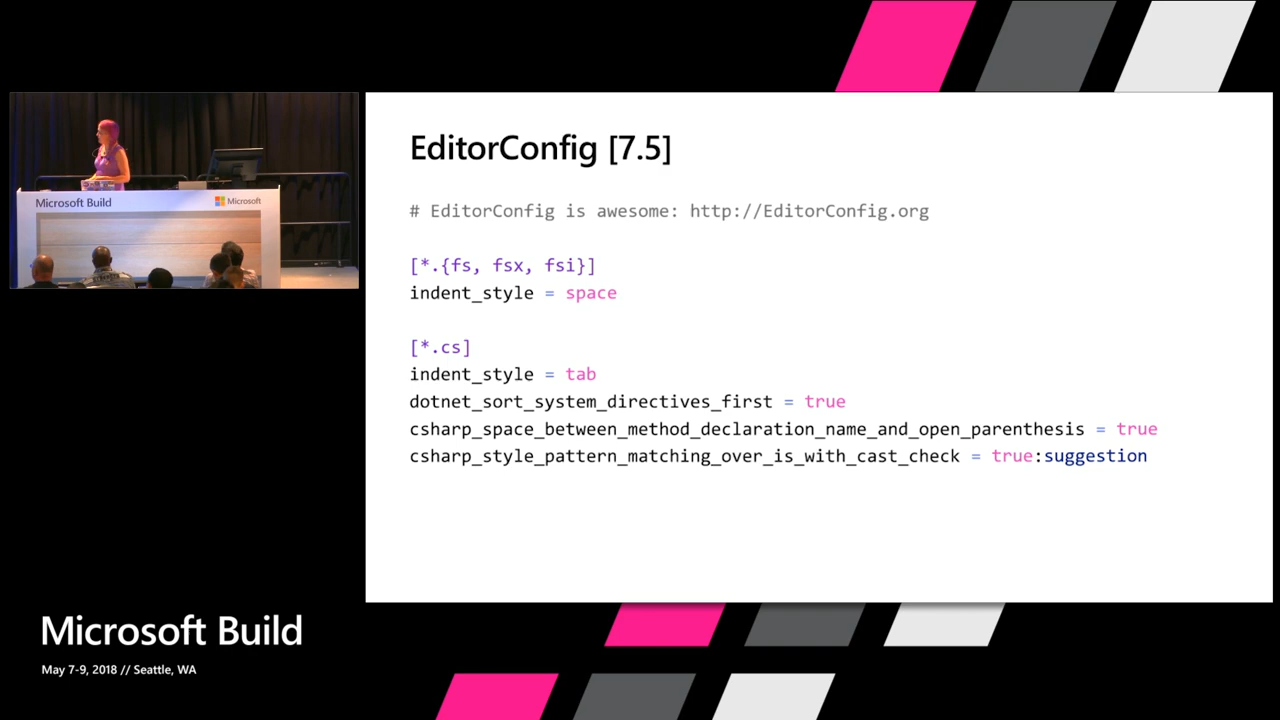 EditorConfig [7.5]
# EditorConfig is awesome: http://EditorConfig.org
[*.{fs, fsx, fsi}]
indent_style = space
[*.cs]
indent_style = tab
dotnet_sort_system_directives_first = true
csharp_space_between_method_declaration_name_and_open_parenthesis = true
csharp_style_pattern_matching_over_is_with_cast_check = true:suggestion
Microsoft Build
Microsoft
Microsoft Build
May 7-9, 2018 // Seattle, WA